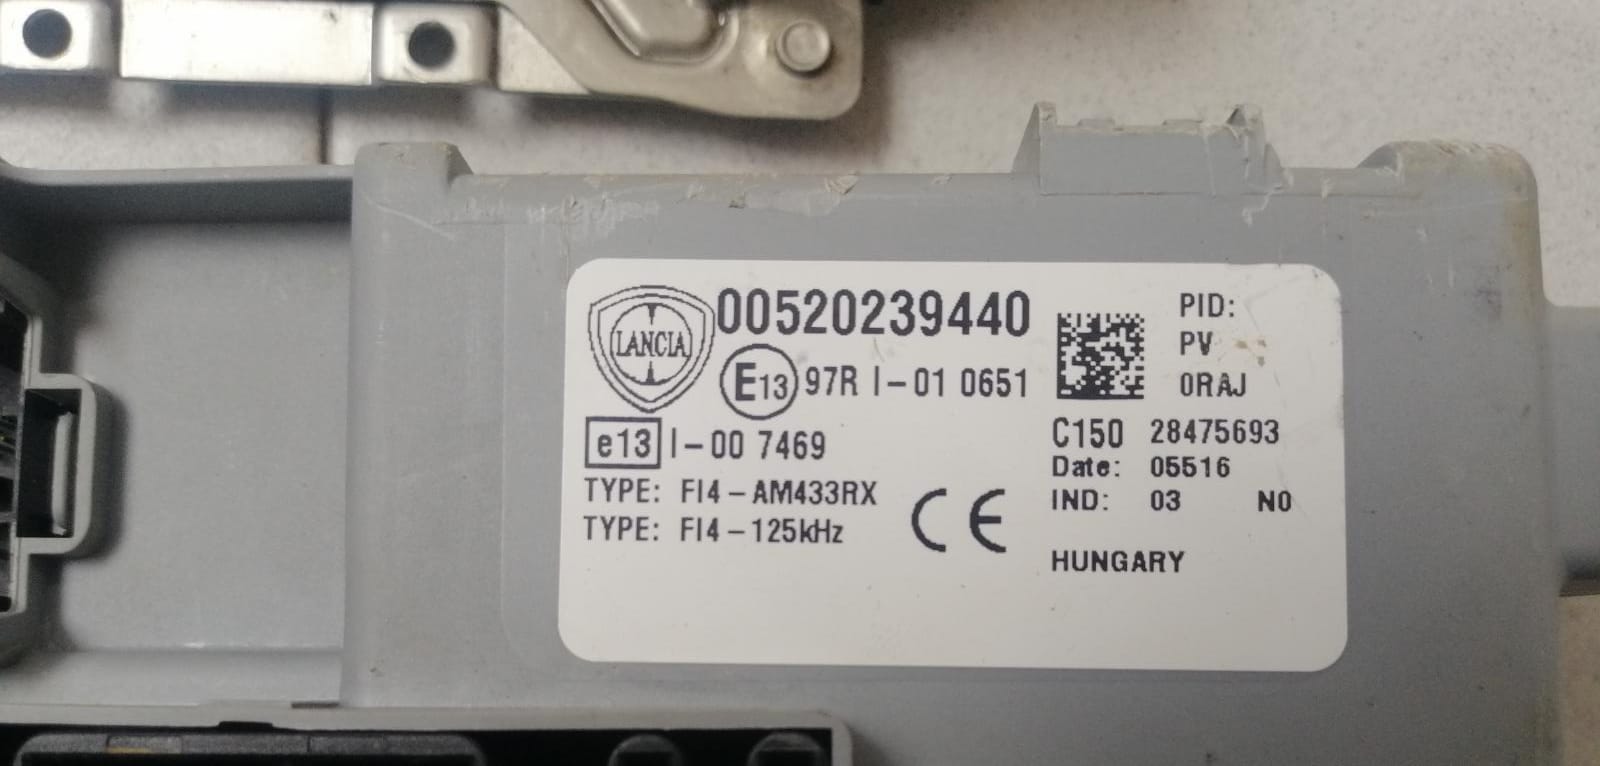 LANCIA
00520239440
E13 97R I-01 0651
e13 I-00 7469
TYPE: FI4-AM433RX
TYPE: FI4-125kHz
CE
PID:
PV
0RAJ
C150 28475693
Date: 05516
IND: 03 N0
HUNGARY